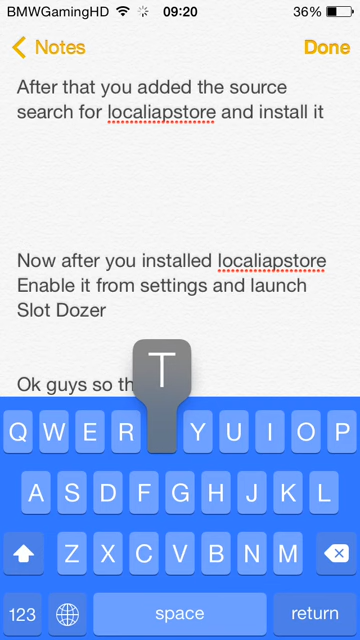 BMWGamingHD 09:20 36%
Notes Done
After that you added the source
search for localiapstore and install it
Now after you installed localiapstore
Enable it from settings and launch
Slot Dozer
Ok guys so th
T
Q W E R Y U I O P
A S D F G H J K L
Z X C V B N M
123 space return